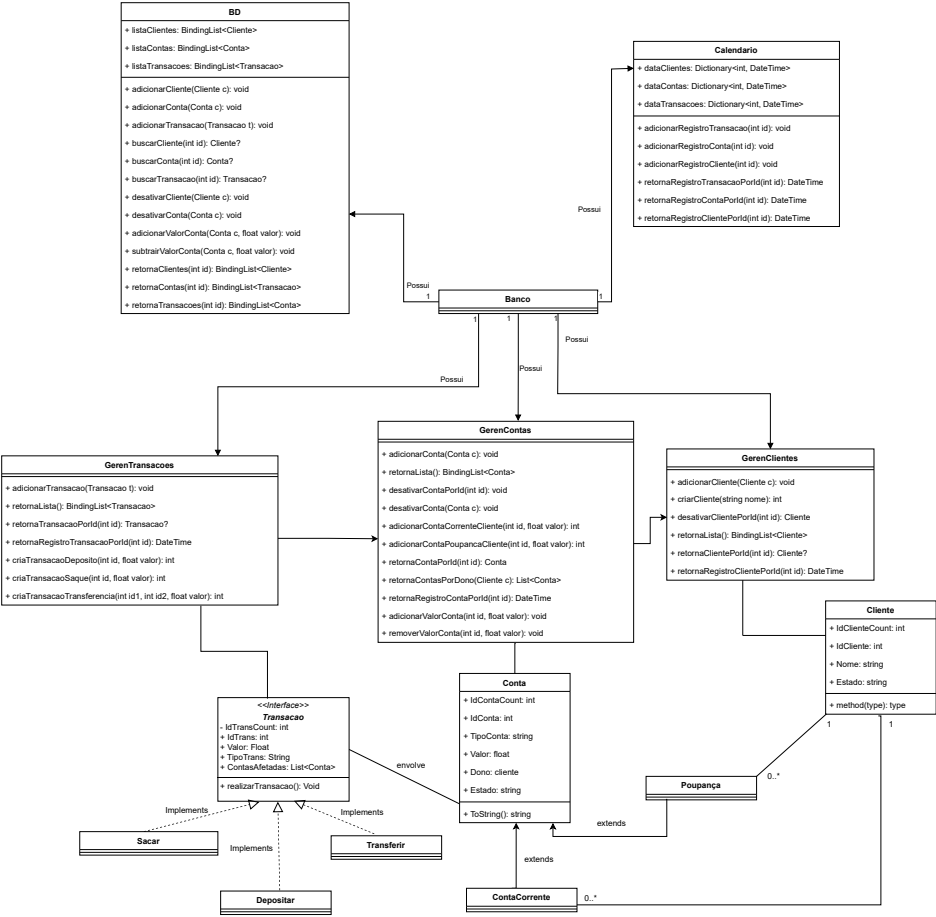 BD
+ listaClientes: BindingList<Cliente>
+ listaContas: BindingList<Conta>
+ listaTransacoes: BindingList<Transacao>
+ adicionarCliente(Cliente c): void
+ adicionarConta(Conta c): void
+ adicionarTransacao(Transacao t): void
+ buscarCliente(int id): Cliente?
+ buscarConta(int id): Conta?
+ buscarTransacao(int id): Transacao?
+ desativarCliente(Cliente c): void
+ desativarConta(Conta c): void
+ adicionarValorConta(Conta c, float valor): void
+ subtrairValorConta(Conta c, float valor): void
+ retornaClientes(int id): BindingList<Cliente>
+ retornaContas(int id): BindingList<Transacao>
+ retornaTransacoes(int id): BindingList<Conta>
Calendario
+ dataClientes: Dictionary<int, DateTime>
+ dataContas: Dictionary<int, DateTime>
+ dataTransacoes: Dictionary<int, DateTime>
+ adicionarRegistroTransacao(int id): void
+ adicionarRegistroConta(int id): void
+ adicionarRegistroCliente(int id): void
+ retornaRegistroTransacaoPorId(int id): DateTime
+ retornaRegistroContaPorId(int id): DateTime
+ retornaRegistroClientePorId(int id): DateTime
Possui
Possui
1
Banco
1
1
1
1
Possui
Possui
Possui
GerenTransacoes
+ adicionarTransacao(Transacao t): void
+ retornaLista(): BindingList<Transacao>
+ retornaTransacaoPorId(int id): Transacao?
+ retornaRegistroTransacaoPorId(int id): DateTime
+ criaTransacaoDeposito(int id, float valor): int
+ criaTransacaoSaque(int id, float valor): int
+ criaTransacaoTransferencia(int id1, int id2, float valor): int
GerenContas
+ adicionarConta(Conta c): void
+ retornaLista(): BindingList<Conta>
+ desativarContaPorId(int id): void
+ desativarConta(Conta c): void
+ adicionarContaCorrenteCliente(int id, float valor): int
+ adicionarContaPoupancaCliente(int id, float valor): int
+ retornaContaPorId(int id): Conta
+ retornaContasPorDono(Cliente c): List<Conta>
+ retornaRegistroContaPorId(int id): DateTime
+ adicionarValorConta(int id, float valor): void
+ removerValorConta(int id, float valor): void
GerenClientes
+ adicionarCliente(Cliente c): void
+ criarCliente(string nome): int
+ desativarClientePorId(int id): Cliente
+ retornaLista(): BindingList<Cliente>
+ retornaClientePorId(int id): Cliente?
+ retornaRegistroClientePorId(int id): DateTime
Cliente
+ IdClienteCount: int
+ IdCliente: int
+ Nome: string
+ Estado: string
+ method(type): type
1
1
<<Interface>>
Transacao
- IdTransCount: int
+ IdTrans: int
+ Valor: Float
+ TipoTrans: String
+ ContasAfetadas: List<Conta>
+ realizarTransacao(): Void
envolve
Conta
+ IdContaCount: int
+ IdConta: int
+ TipoConta: string
+ Valor: float
+ Dono: cliente
+ Estado: string
+ ToString(): string
0..*
Poupança
extends
Implements
Implements
Implements
Sacar
Transferir
Depositar
extends
ContaCorrente
0..*